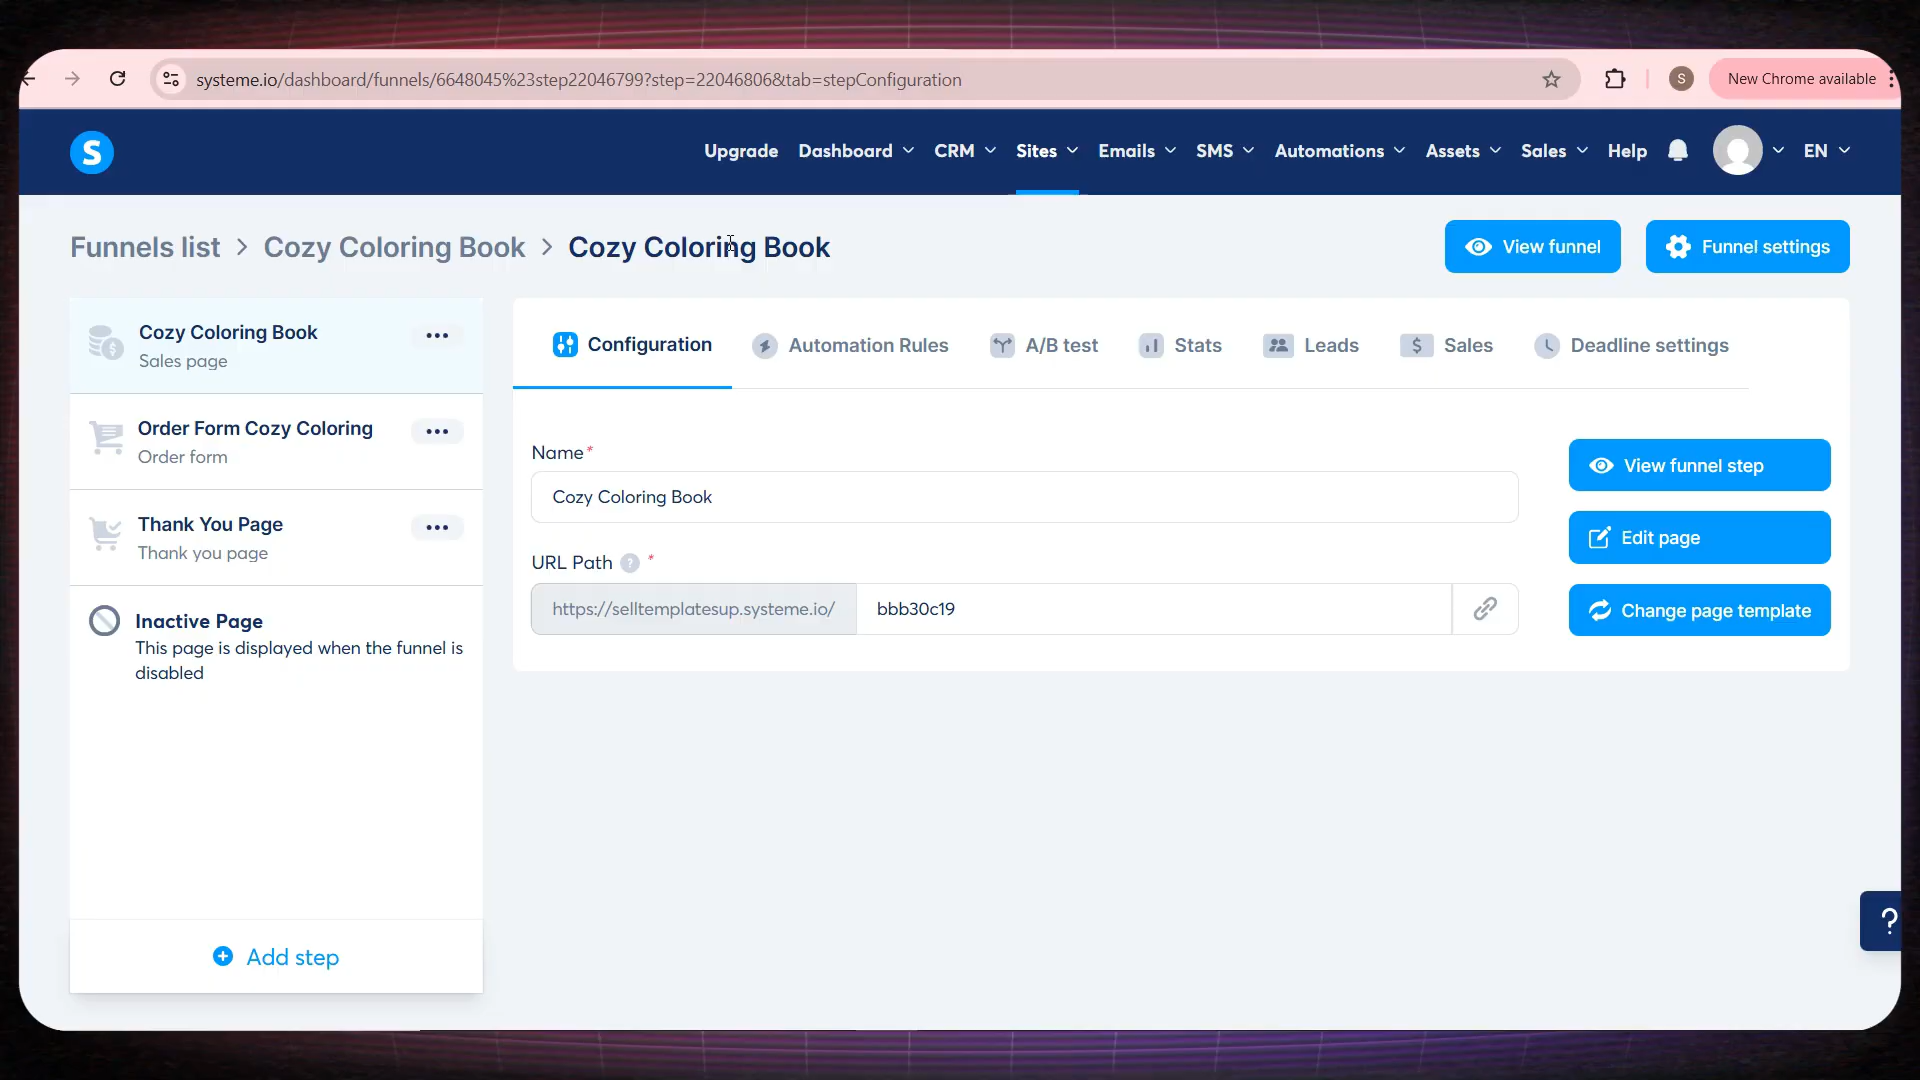 systeme.io/dashboard/funnels/6648045%23step22046799?step=22046806&tab=stepConfiguration
S
New Chrome available
S
Upgrade Dashboard CRM Sites Emails SMS Automations Assets Sales Help EN
Funnels list > Cozy Coloring Book > Cozy Coloring Book
View funnel
Funnel settings
Cozy Coloring Book
Sales page
Order Form Cozy Coloring
Order form
Thank You Page
Thank you page
Inactive Page
This page is displayed when the funnel is
disabled
Add step
Configuration Automation Rules A/B test Stats Leads Sales Deadline settings
Name*
Cozy Coloring Book
URL Path ? *
https://selltemplatesup.systeme.io/ bbb30c19
View funnel step
Edit page
Change page template
?